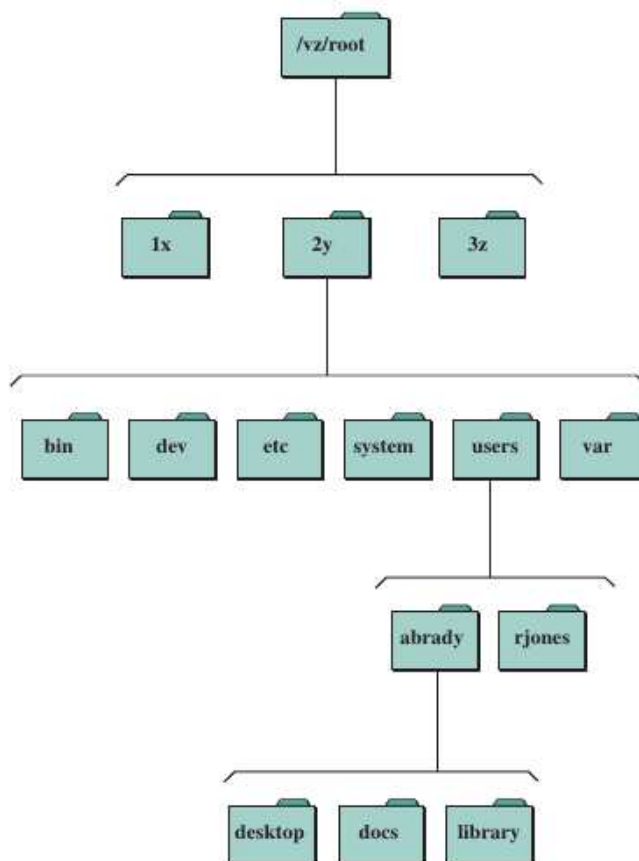 /vz/root
1x 2y 3z
bin dev etc system users var
abrady rjones
desktop docs library